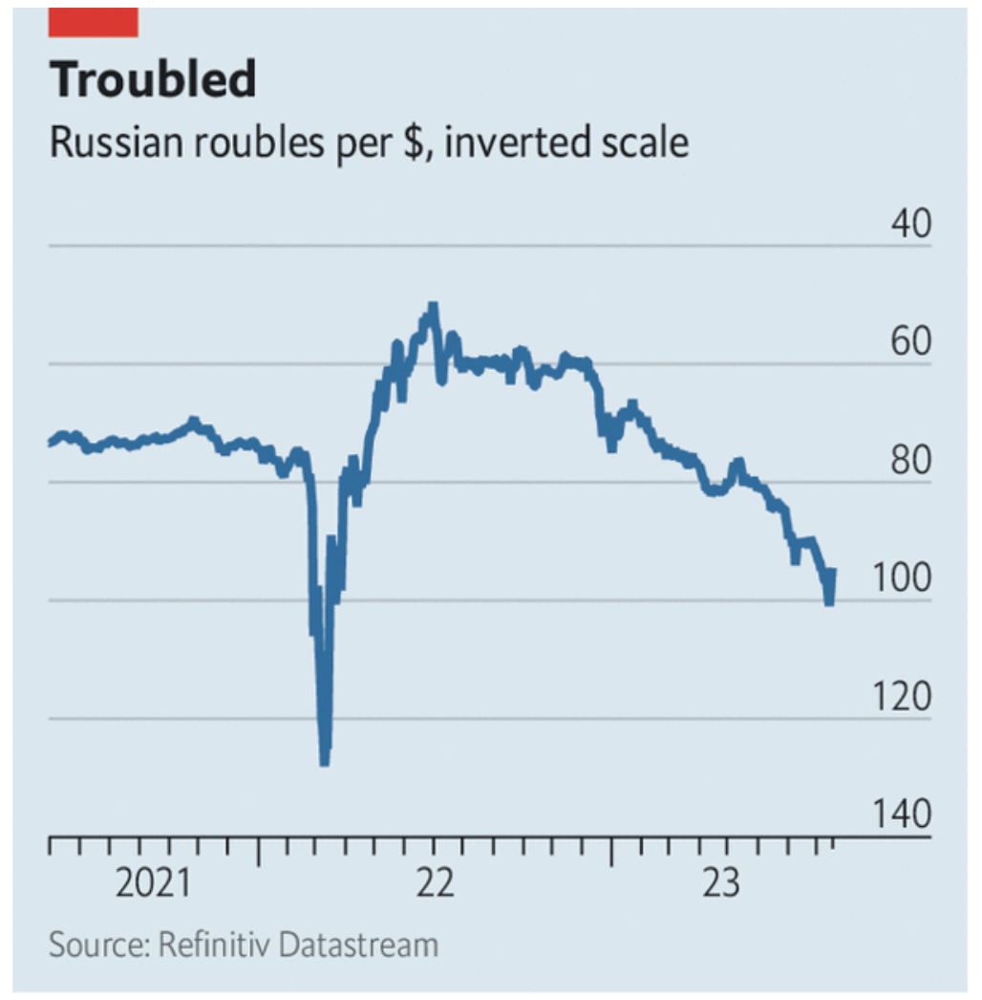 Troubled
Russian roubles per $, inverted scale
40
60
80
100
120
140
2021 22 23
Source: Refinitiv Datastream